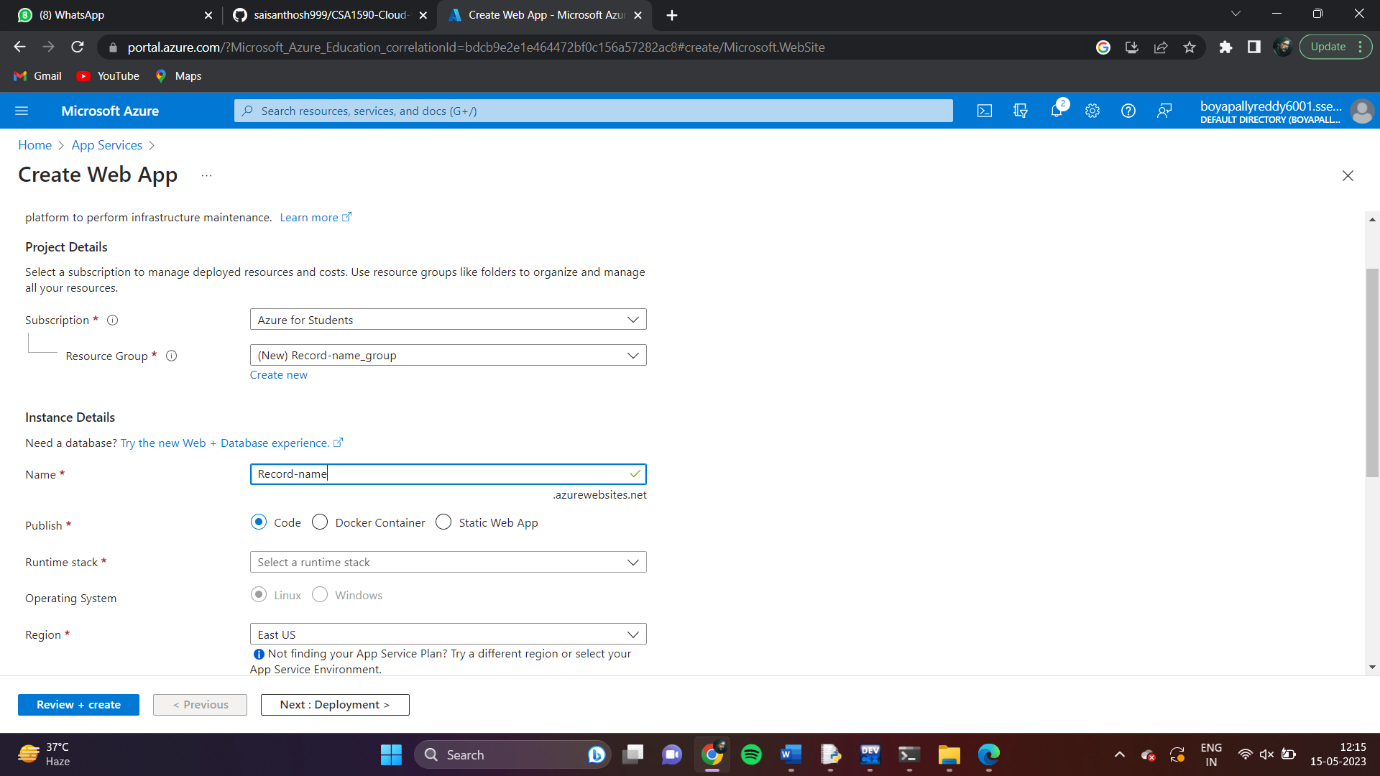 (8) WhatsApp
saisanthosh999/CSA1590-Cloud-
Create Web App - Microsoft Azur
portal.azure.com/?Microsoft_Azure_Education_correlationId=bdcb9e2e1e464472bf0c156a57282ac8#create/Microsoft.WebSite
Update
Gmail
YouTube
Maps
Microsoft Azure
Search resources, services, and docs (G+/)
2
boyapallyreddy6001.sse...
DEFAULT DIRECTORY (BOYAPALL...
Home > App Services >
Create Web App ...
platform to perform infrastructure maintenance. Learn more
Project Details
Select a subscription to manage deployed resources and costs. Use resource groups like folders to organize and manage
all your resources.
Subscription *
Azure for Students
Resource Group *
(New) Record-name_group
Create new
Instance Details
Need a database? Try the new Web + Database experience.
Name *
Record-name
.azurewebsites.net
Publish *
Code
Docker Container
Static Web App
Runtime stack *
Select a runtime stack
Operating System
Linux
Windows
Region *
East US
Not finding your App Service Plan? Try a different region or select your
App Service Environment.
Review + create
< Previous
Next : Deployment >
37°C
Haze
Search
DEV
ENG
IN
12:15
15-05-2023